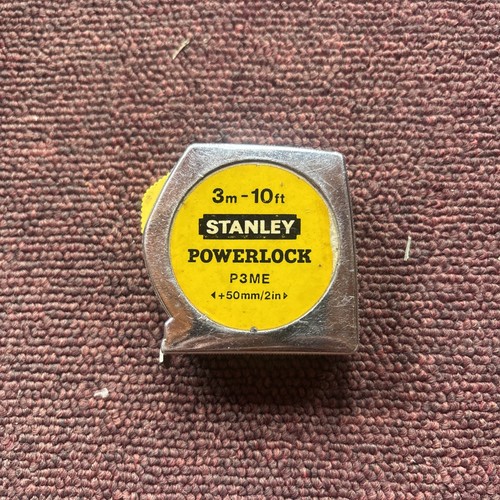 3m - 10ft
STANLEY
POWERLOCK
P3ME
◀+50mm/2in▶